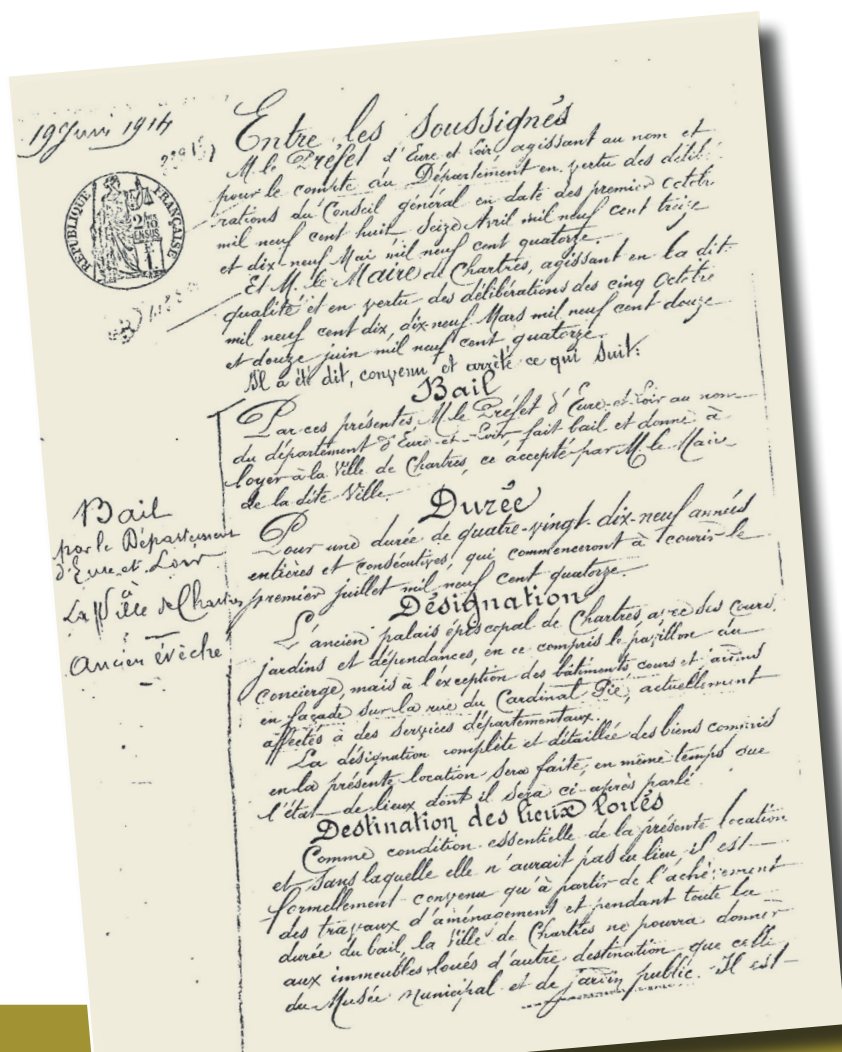 19 Juin 1914
RÉPUBLIQUE FRANÇAISE
2/10
EN SUS
1 F.
Entre les soussignés
M. le Préfet d'Eure et Loir, agissant au nom et
pour le compte du Département en vertu des délibé-
rations du Conseil général en date des premier Octobre
mil neuf cent huit, seize Avril mil neuf cent treize
et dix-neuf Mai mil neuf cent quatorze.
Et M. le Maire de Chartres, agissant en la dite
qualité et en vertu des délibérations des cinq Octobre
mil neuf cent dix, dix-neuf Mars mil neuf cent douze
et douze juin mil neuf cent quatorze.
Il a été dit, convenu et arrêté ce qui suit:
Bail
Par ces présentes, M. le Préfet d'Eure-et-Loir au nom
du département d'Eure-et-Loir, fait bail et donne à
loyer à la Ville de Chartres, ce accepté par M. le Maire
de la dite Ville.
Bail
par le Département
d'Eure-et-Loir
à
La Ville de Chartres
Ancien évêché
Durée
Pour une durée de quatre-vingt-dix-neuf années
entières et consécutives, qui commenceront à courir le
premier juillet mil neuf cent quatorze.
Désignation
L'ancien palais épiscopal de Chartres, avec ses cours,
jardins et dépendances, en ce compris le pavillon du
concierge, mais à l'exception des bâtiments cours et jardins
en façade sur la rue du Cardinal Pie, actuellement
affectés à des services départementaux.
La désignation complète et détaillée des biens compris
en la présente location sera faite, en même temps que
l'état de lieux dont il sera ci-après parlé.
Destination des lieux loués
Comme condition essentielle de la présente location
et sans laquelle elle n'aurait pas eu lieu, il est
formellement convenu qu'à partir de l'achèvement
des travaux d'aménagement et pendant toute la
durée du bail, la Ville de Chartres ne pourra donner
aux immeubles loués d'autre destination que celle
du Musée municipal et de jardin public. Il est